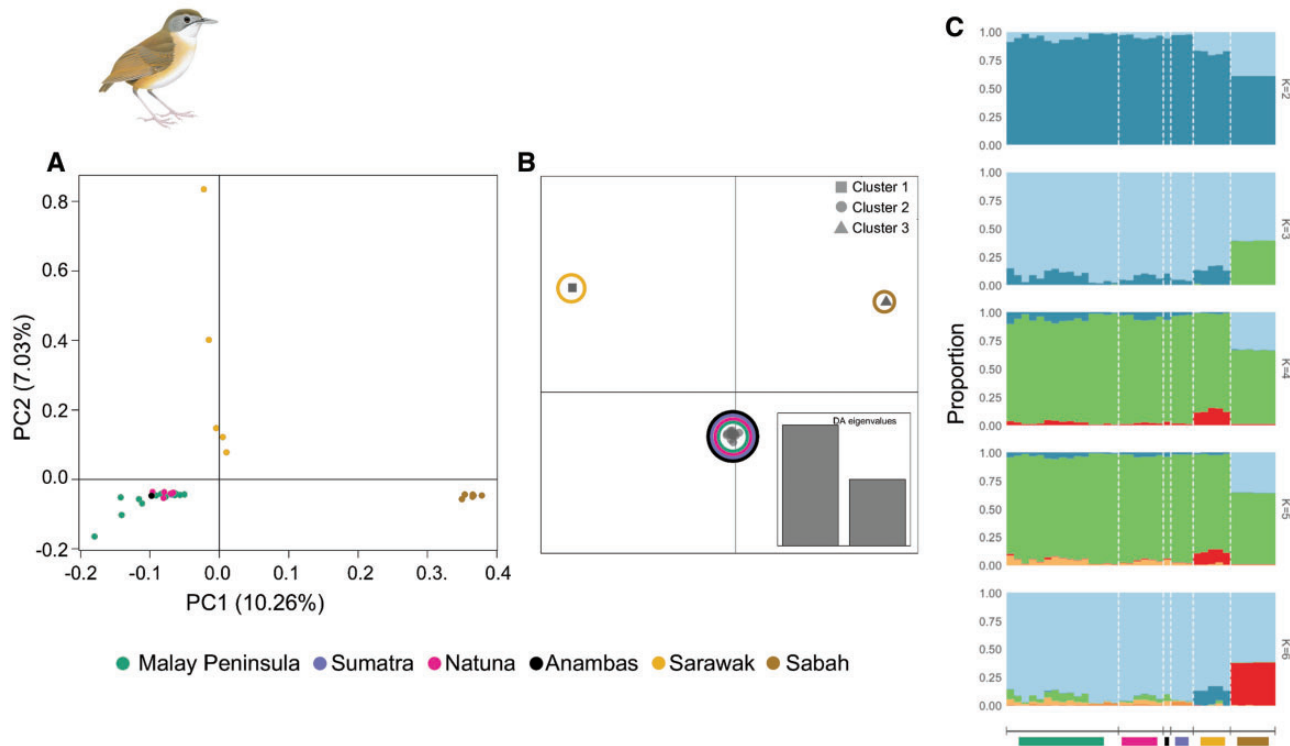 A
0.8
0.6
0.4
0.2
0.0
-0.2
PC2 (7.03%)
-0.2
-0.1
0.0
0.1
0.2
0.3.
0.4
PC1 (10.26%)
B
Cluster 1
Cluster 2
Cluster 3
DA eigenvalues
Malay Peninsula
Sumatra
Natuna
Anambas
Sarawak
Sabah
C
Proportion
1.00
0.75
0.50
0.25
0.00
K=2
1.00
0.75
0.50
0.25
0.00
K=3
1.00
0.75
0.50
0.25
0.00
K=4
1.00
0.75
0.50
0.25
0.00
K=5
1.00
0.75
0.50
0.25
0.00
K=6